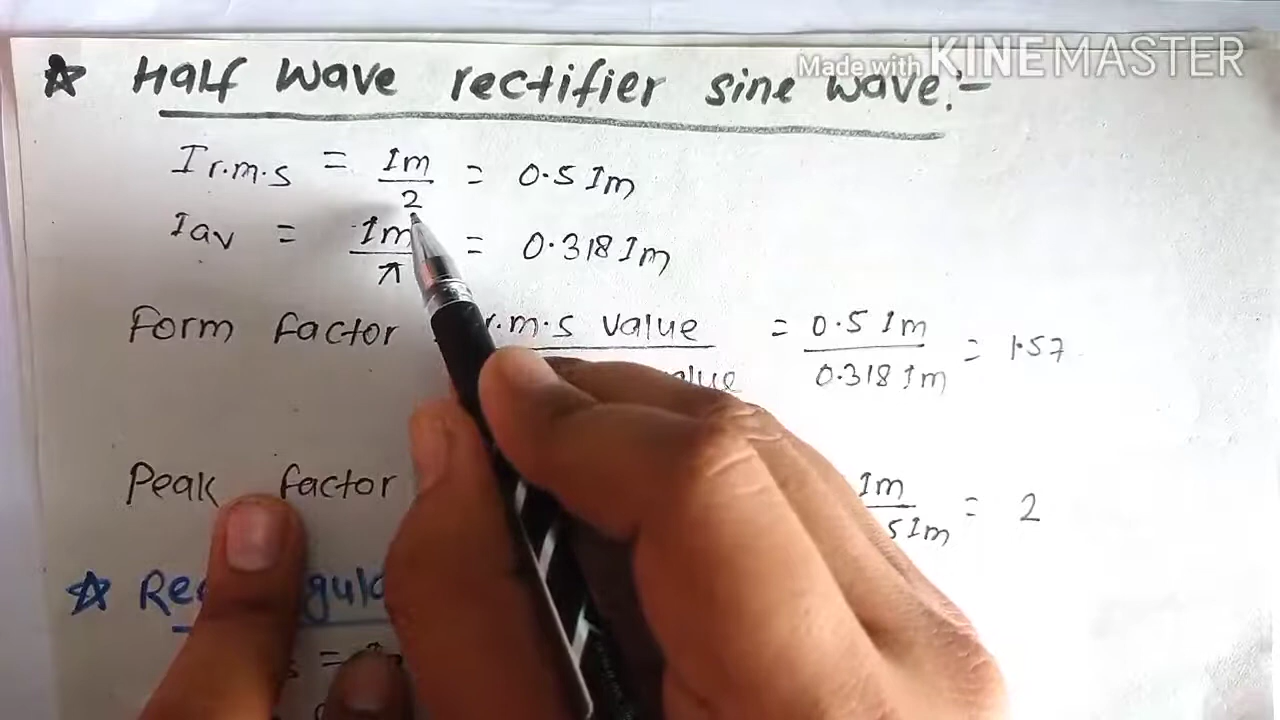 Made with KINEMASTER
☆ Half wave rectifier sine wave:-
I r.m.s = Im/2 = 0.5 Im
Iav = Im/π = 0.318 Im
Form factor r.m.s value = 0.5 Im / 0.318 Im = 1.57
Peak factor Im / 5Im = 2
☆